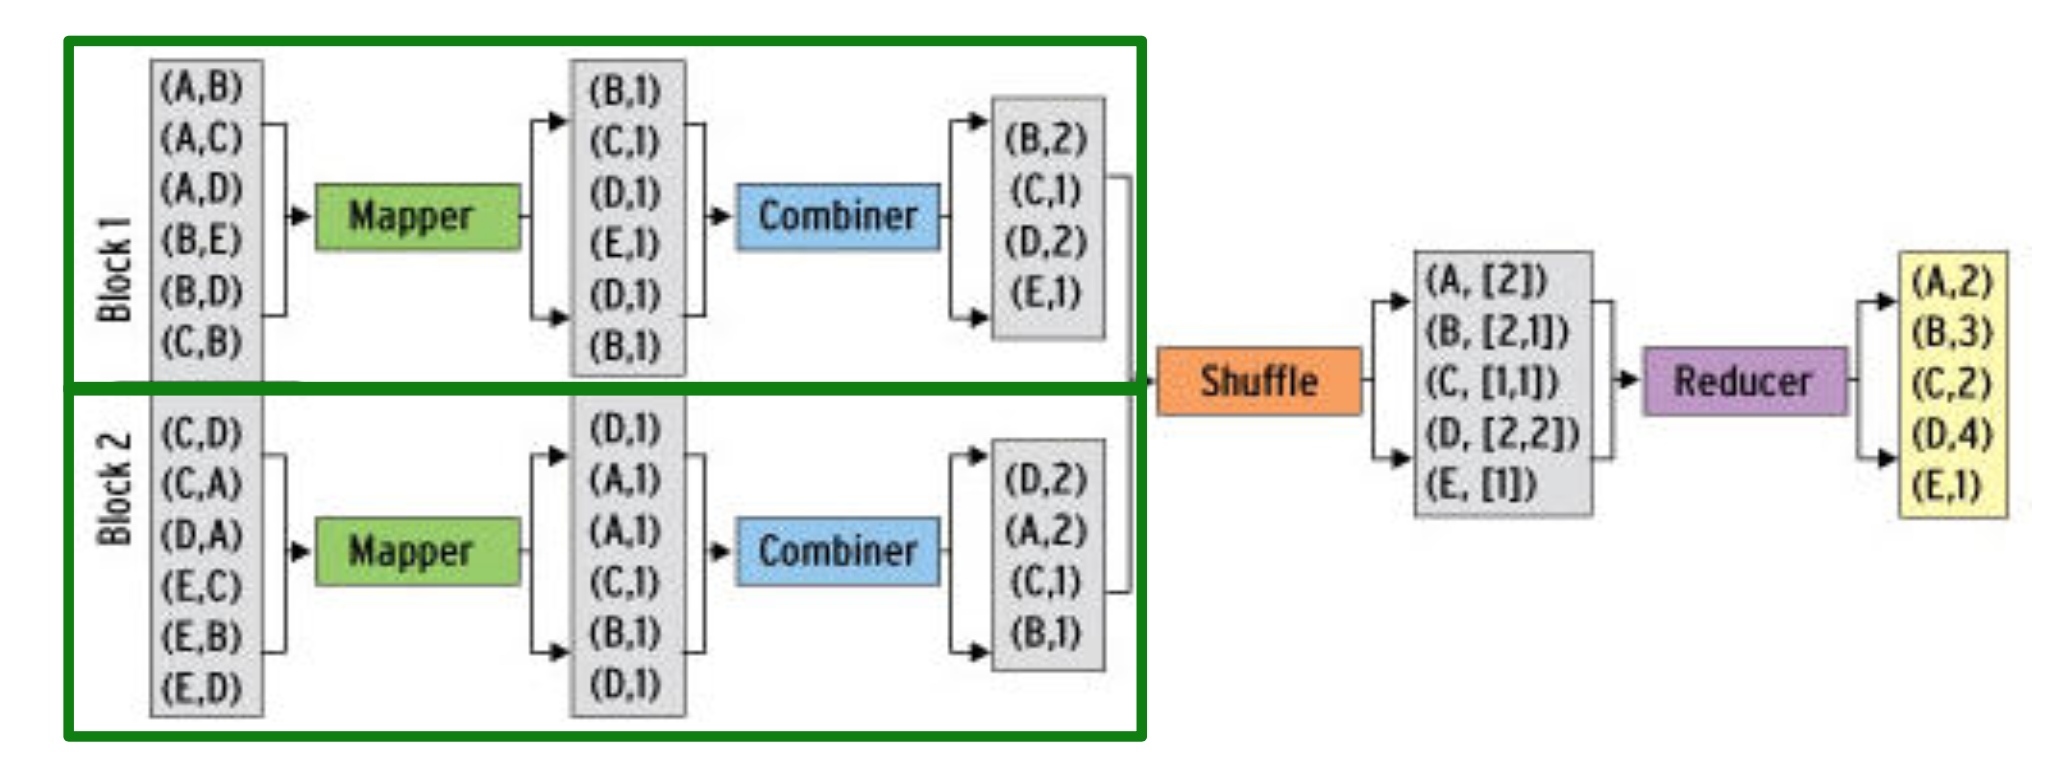 Block 1
(A,B)
(A,C)
(A,D)
(B,E)
(B,D)
(C,B)
Mapper
(B,1)
(C,1)
(D,1)
(E,1)
(D,1)
(B,1)
Combiner
(B,2)
(C,1)
(D,2)
(E,1)
Block 2
(C,D)
(C,A)
(D,A)
(E,C)
(E,B)
(E,D)
Mapper
(D,1)
(A,1)
(A,1)
(C,1)
(B,1)
(D,1)
Combiner
(D,2)
(A,2)
(C,1)
(B,1)
Shuffle
(A, [2])
(B, [2,1])
(C, [1,1])
(D, [2,2])
(E, [1])
Reducer
(A,2)
(B,3)
(C,2)
(D,4)
(E,1)